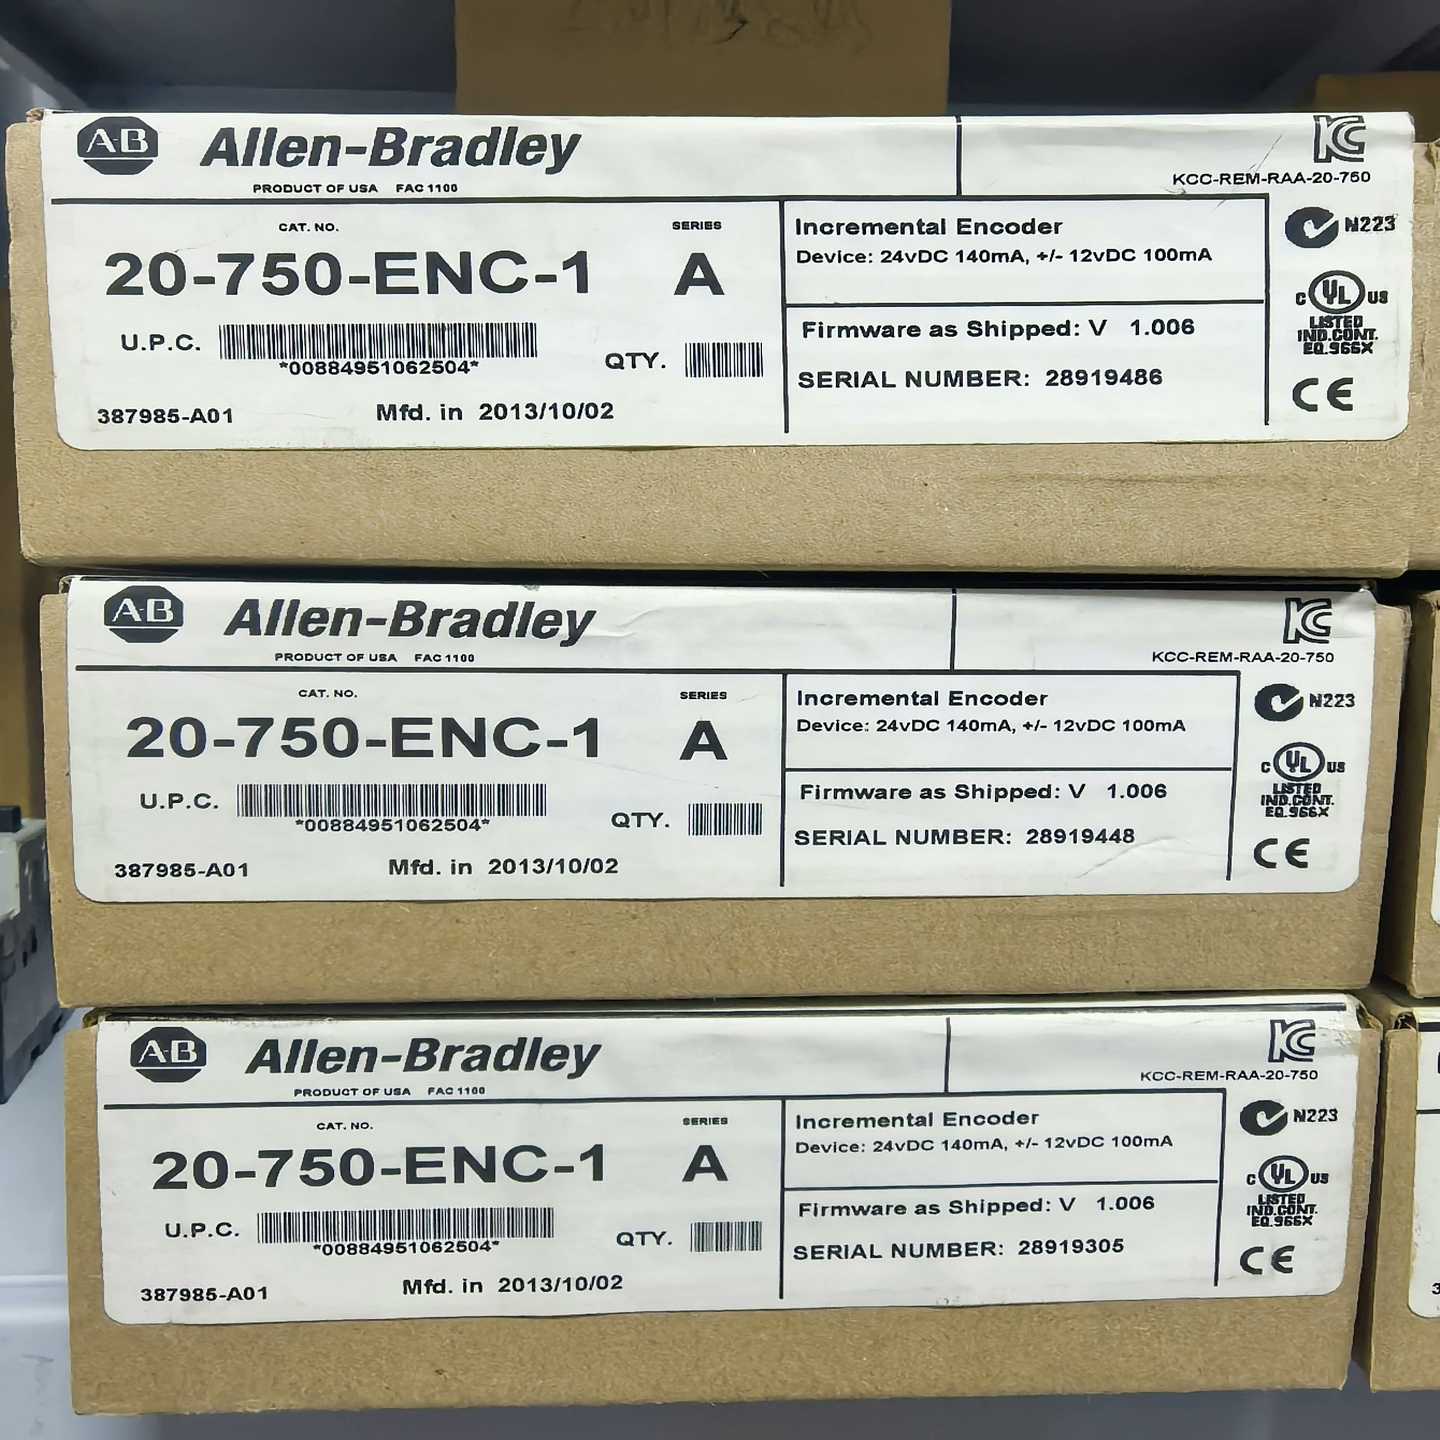 A-B Allen-Bradley
PRODUCT OF USA FAC 1100
KCC-REM-RAA-20-750
CAT. NO.
SERIES
20-750-ENC-1 A
Incremental Encoder
Device: 24vDC 140mA, +/- 12vDC 100mA
N223
U.P.C.
*00884951062504*
QTY.
Firmware as Shipped: V 1.006
SERIAL NUMBER: 28919486
C UL US
LISTED
IND.CONT.
EQ.966X
CE
387985-A01 Mfd. in 2013/10/02
A-B Allen-Bradley
PRODUCT OF USA FAC 1100
KCC-REM-RAA-20-750
CAT. NO.
SERIES
20-750-ENC-1 A
Incremental Encoder
Device: 24vDC 140mA, +/- 12vDC 100mA
N223
U.P.C.
*00884951062504*
QTY.
Firmware as Shipped: V 1.006
SERIAL NUMBER: 28919448
C UL US
LISTED
IND.CONT.
EQ.966X
CE
387985-A01 Mfd. in 2013/10/02
A-B Allen-Bradley
PRODUCT OF USA FAC 1100
KCC-REM-RAA-20-750
CAT. NO.
SERIES
20-750-ENC-1 A
Incremental Encoder
Device: 24vDC 140mA, +/- 12vDC 100mA
N223
U.P.C.
*00884951062504*
QTY.
Firmware as Shipped: V 1.006
SERIAL NUMBER: 28919305
C UL US
LISTED
IND.CONT.
EQ.966X
CE
387985-A01 Mfd. in 2013/10/02